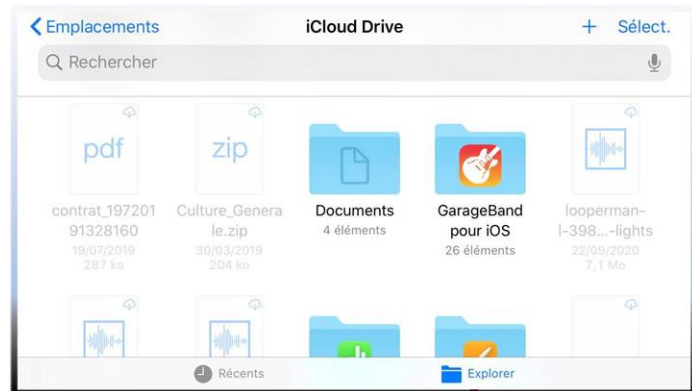 Emplacements
iCloud Drive
Sélect.
Rechercher
pdf
zip
contrat_197201
91328160
19/07/2019
287 ko
Culture_Genera
le.zip
30/03/2019
204 ko
Documents
4 éléments
GarageBand
pour iOS
26 éléments
looperman-
l-398...-lights
22/09/2020
7,1 Mo
Récents
Explorer